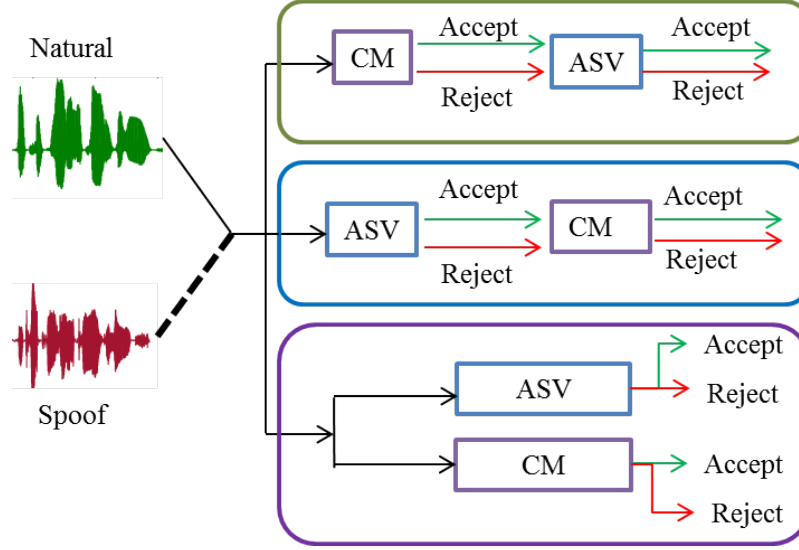 Natural
Spoof
CM
Accept
Reject
ASV
Accept
Reject
ASV
Accept
Reject
CM
Accept
Reject
ASV
Accept
Reject
CM
Accept
Reject